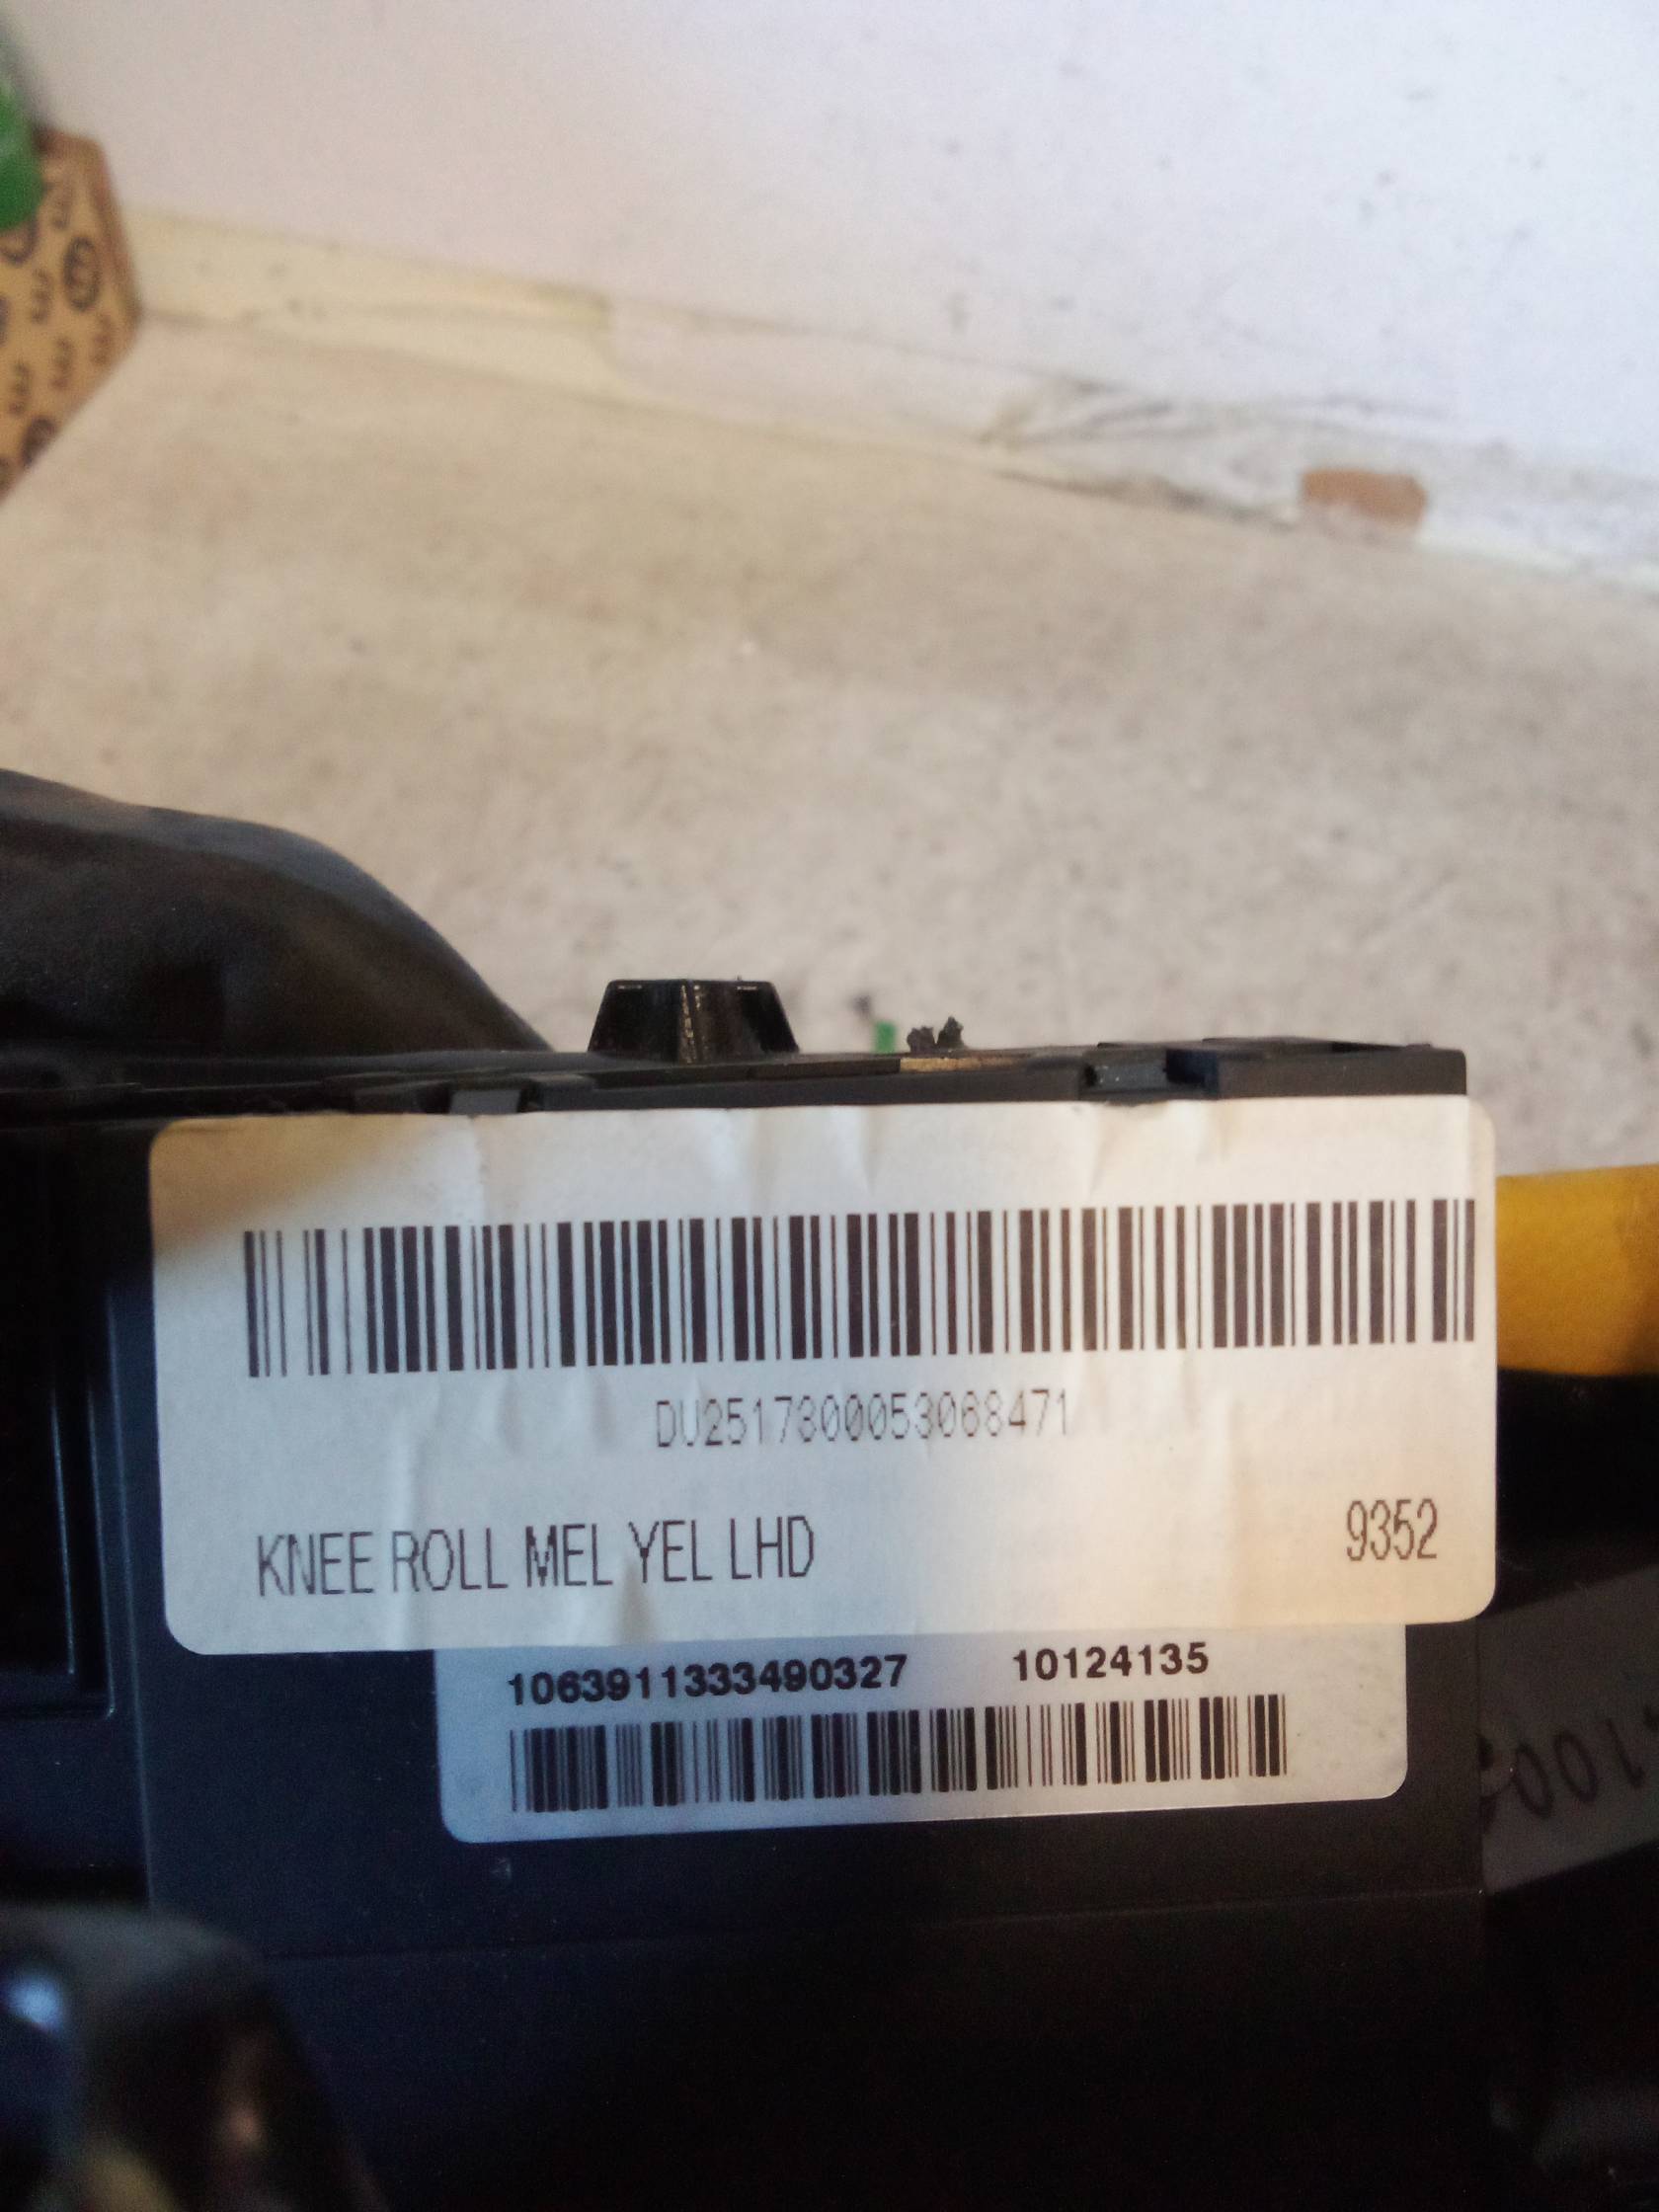 DU2517300053068471
KNEE ROLL MEL YEL LHD 9352
1063911333490327 10124135